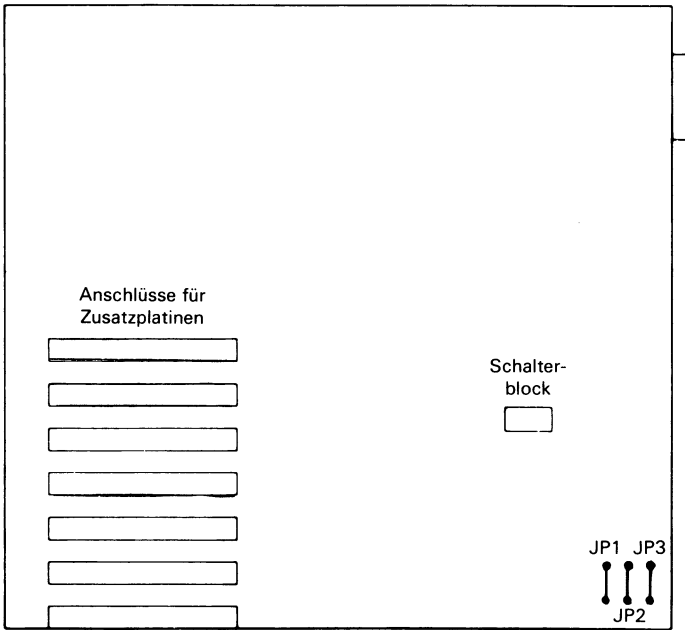 Anschlüsse für
Zusatzplatinen
Schalter-
block
JP1 JP3
JP2